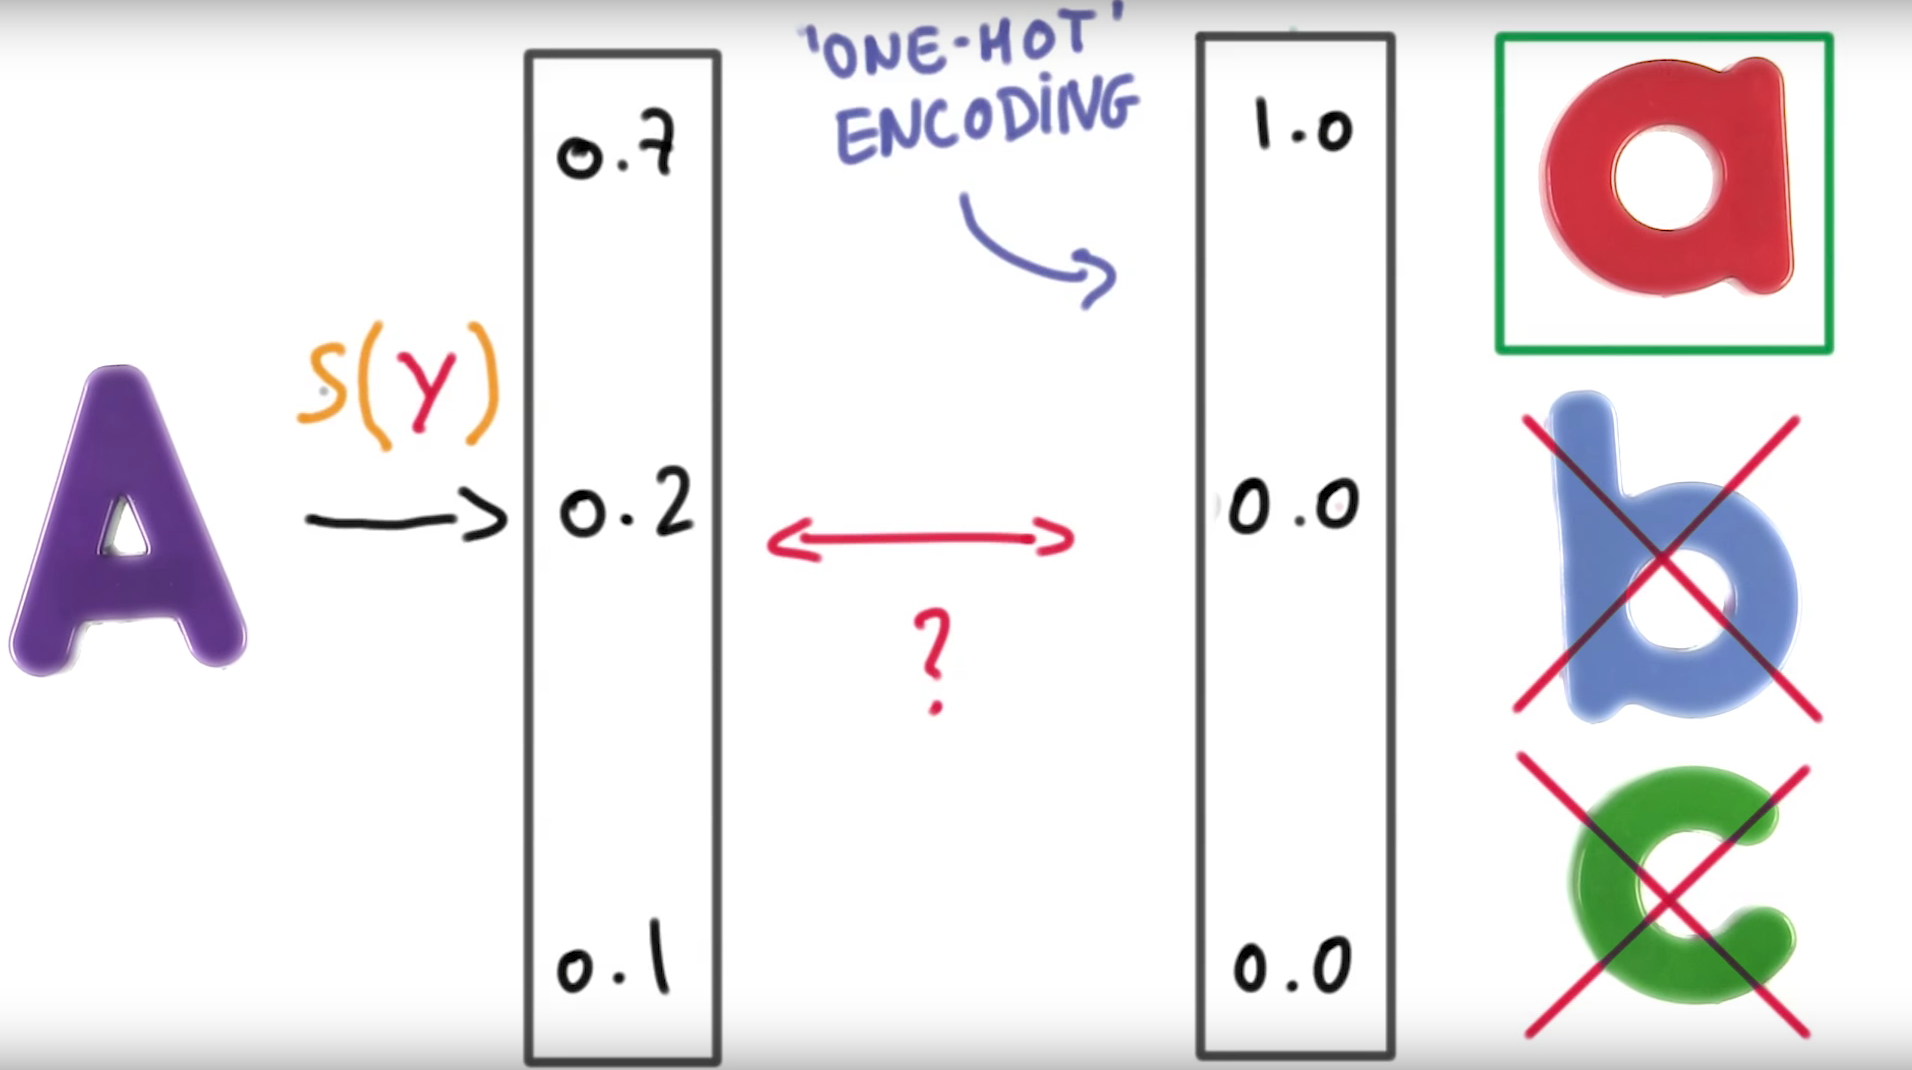 'ONE-HOT'
ENCODING
A
S(y)
0.7
0.2
0.1
?
1.0
0.0
0.0
a
b
c